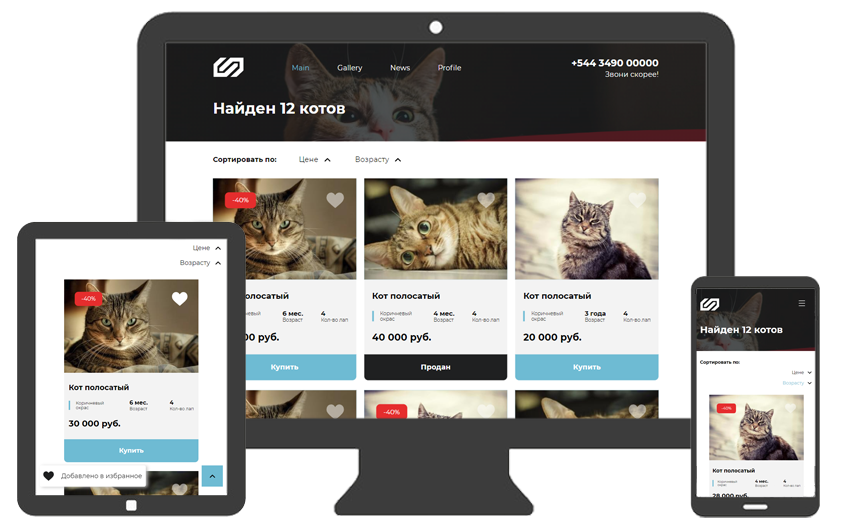 Main
Gallery
News
Profile
+544 3490 00000
Звони скорее!
Найден 12 котов
Сортировать по:
Цене
Возрасту
-40%
олосатый
6 мес.
4
Возраст
Кол-во лап
00 руб.
Купить
Кот полосатый
Коричневый
окрас
4 мес.
Возраст
4
Кол-во лап
40 000 руб.
Продан
Кот полосатый
Коричневый
окрас
3 года
Возраст
4
Кол-во лап
20 000 руб.
Купить
-40%
Цене
Возрасту
-40%
Кот полосатый
Коричневый
окрас
6 мес.
Возраст
4
Кол-во лап
30 000 руб.
Купить
Добавлено в избранное
Найден 12 котов
Сортировать по:
Цене
Возрасту
-40%
Кот полосатый
Коричневый
окрас
4 мес.
Возраст
4
Кол-во лап
28 000 руб.